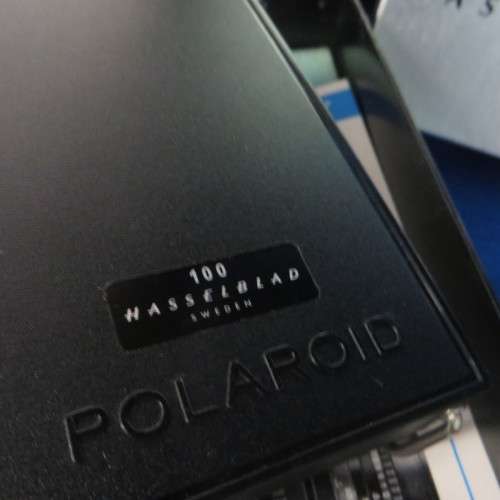 100
HASSELBLAD
SWEDEN
POLAROID